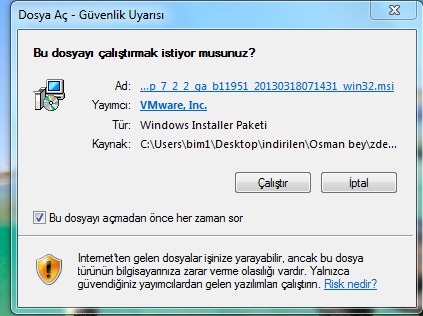 Dosya Aç - Güvenlik Uyarısı
Bu dosyayı çalıştırmak istiyor musunuz?
Ad: ...p_7_2_2_ga_b11951_20130318071431_win32.msi
Yayımcı: VMware, Inc.
Tür: Windows Installer Paketi
Kaynak: C:\Users\bim1\Desktop\indirilen\Osman bey\zde...
Çalıştır İptal
Bu dosyayı açmadan önce her zaman sor
Internet'ten gelen dosyalar işinize yarayabilir, ancak bu dosya
türünün bilgisayarınıza zarar verme olasılığı vardır. Yalnızca
güvendiğiniz yayımcılardan gelen yazılımları çalıştırın. Risk nedir?